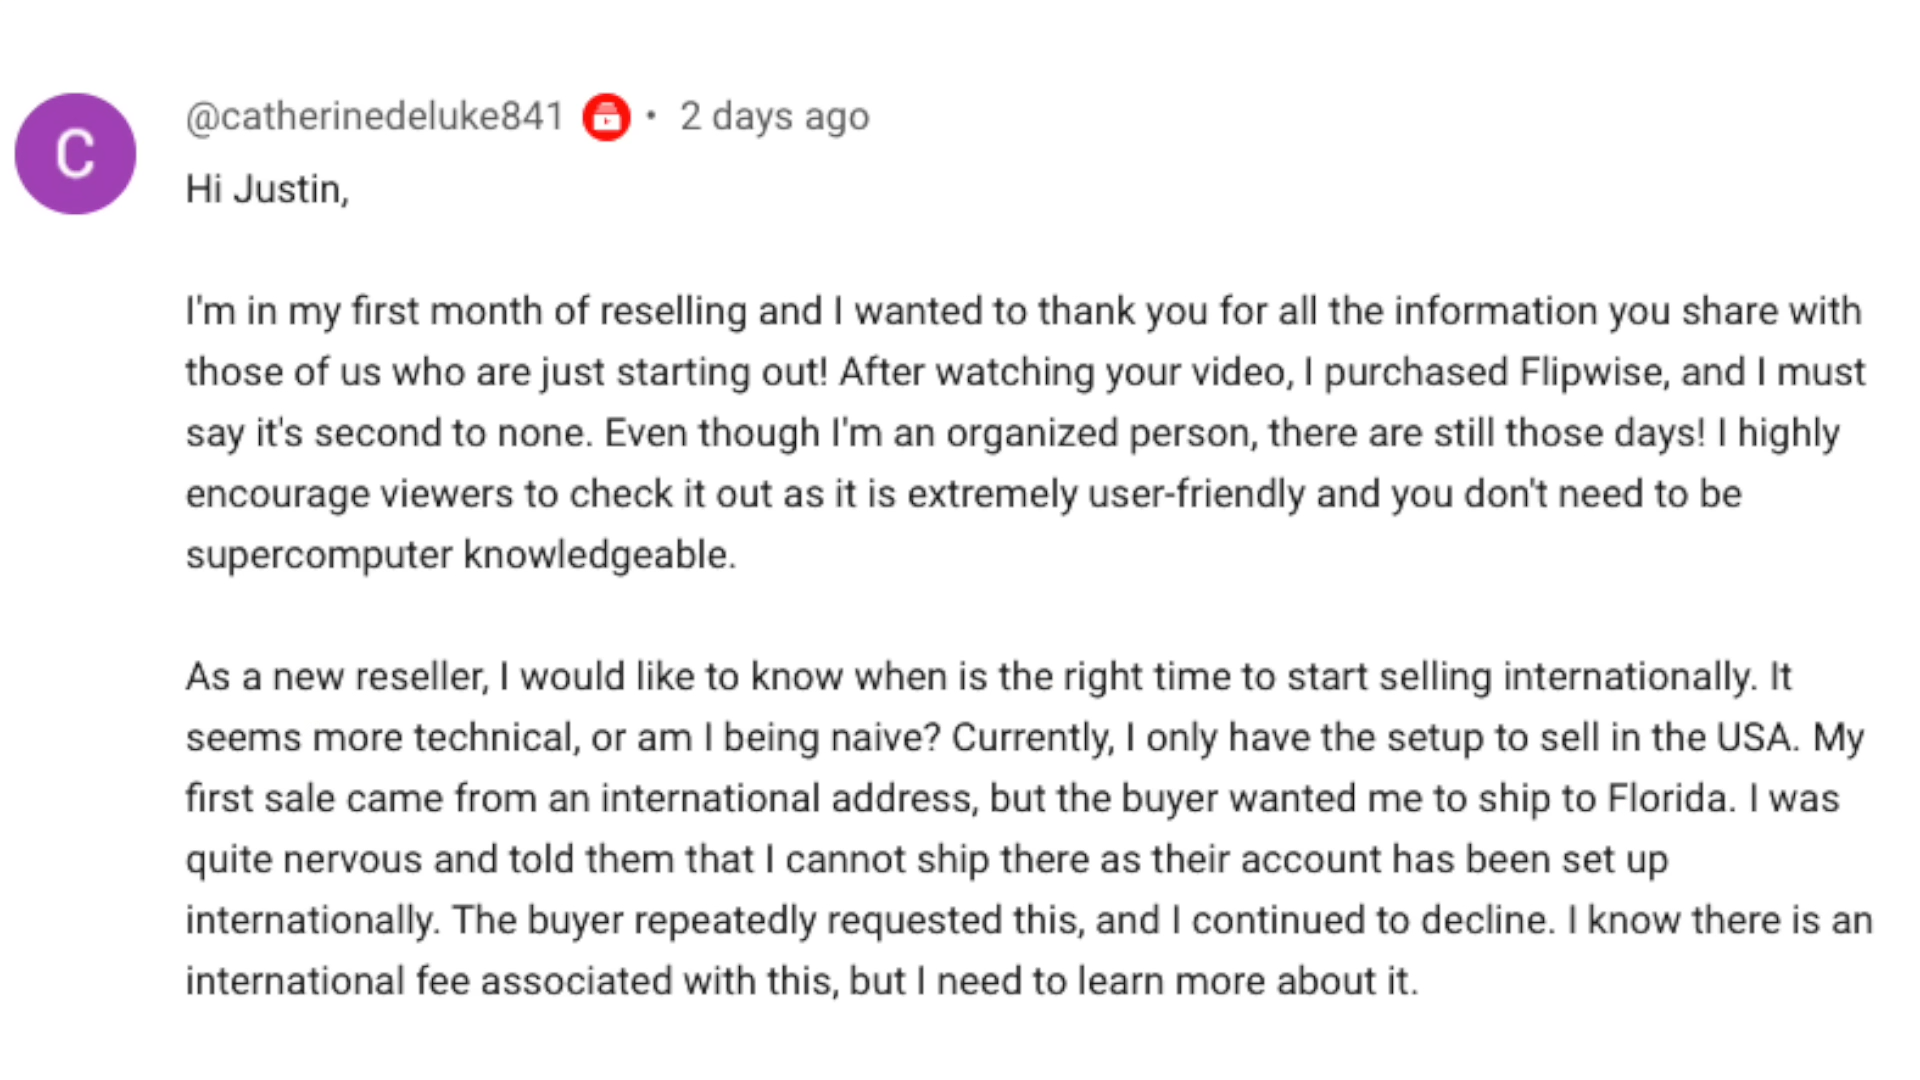 C
@catherinedeluke841 • 2 days ago
Hi Justin,
I'm in my first month of reselling and I wanted to thank you for all the information you share with
those of us who are just starting out! After watching your video, I purchased Flipwise, and I must
say it's second to none. Even though I'm an organized person, there are still those days! I highly
encourage viewers to check it out as it is extremely user-friendly and you don't need to be
supercomputer knowledgeable.
As a new reseller, I would like to know when is the right time to start selling internationally. It
seems more technical, or am I being naive? Currently, I only have the setup to sell in the USA. My
first sale came from an international address, but the buyer wanted me to ship to Florida. I was
quite nervous and told them that I cannot ship there as their account has been set up
internationally. The buyer repeatedly requested this, and I continued to decline. I know there is an
international fee associated with this, but I need to learn more about it.